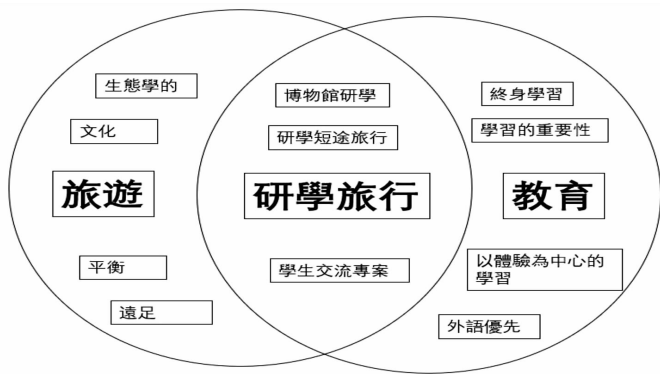 生態學的
文化
旅遊
平衡
遠足
博物館研學
研學短途旅行
研學旅行
學生交流專案
終身學習
學習的重要性
教育
以體驗為中心的
學習
外語優先